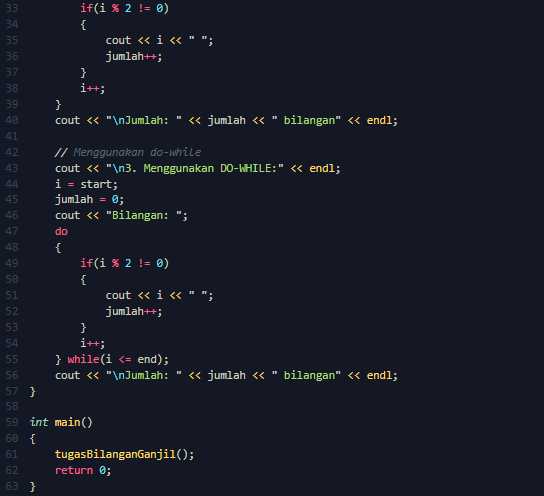 33 if(i % 2 != 0)
34 {
35 cout << i << " ";
36 jumlah++;
37 }
38 i++;
39 }
40 cout << "\nJumlah: " << jumlah << " bilangan" << endl;
41
42 // Menggunakan do-while
43 cout << "\n3. Menggunakan DO-WHILE:" << endl;
44 i = start;
45 jumlah = 0;
46 cout << "Bilangan: ";
47 do
48 {
49 if(i % 2 != 0)
50 {
51 cout << i << " ";
52 jumlah++;
53 }
54 i++;
55 } while(i <= end);
56 cout << "\nJumlah: " << jumlah << " bilangan" << endl;
57 }
58
59 int main()
60 {
61 tugasBilanganGanjil();
62 return 0;
63 }